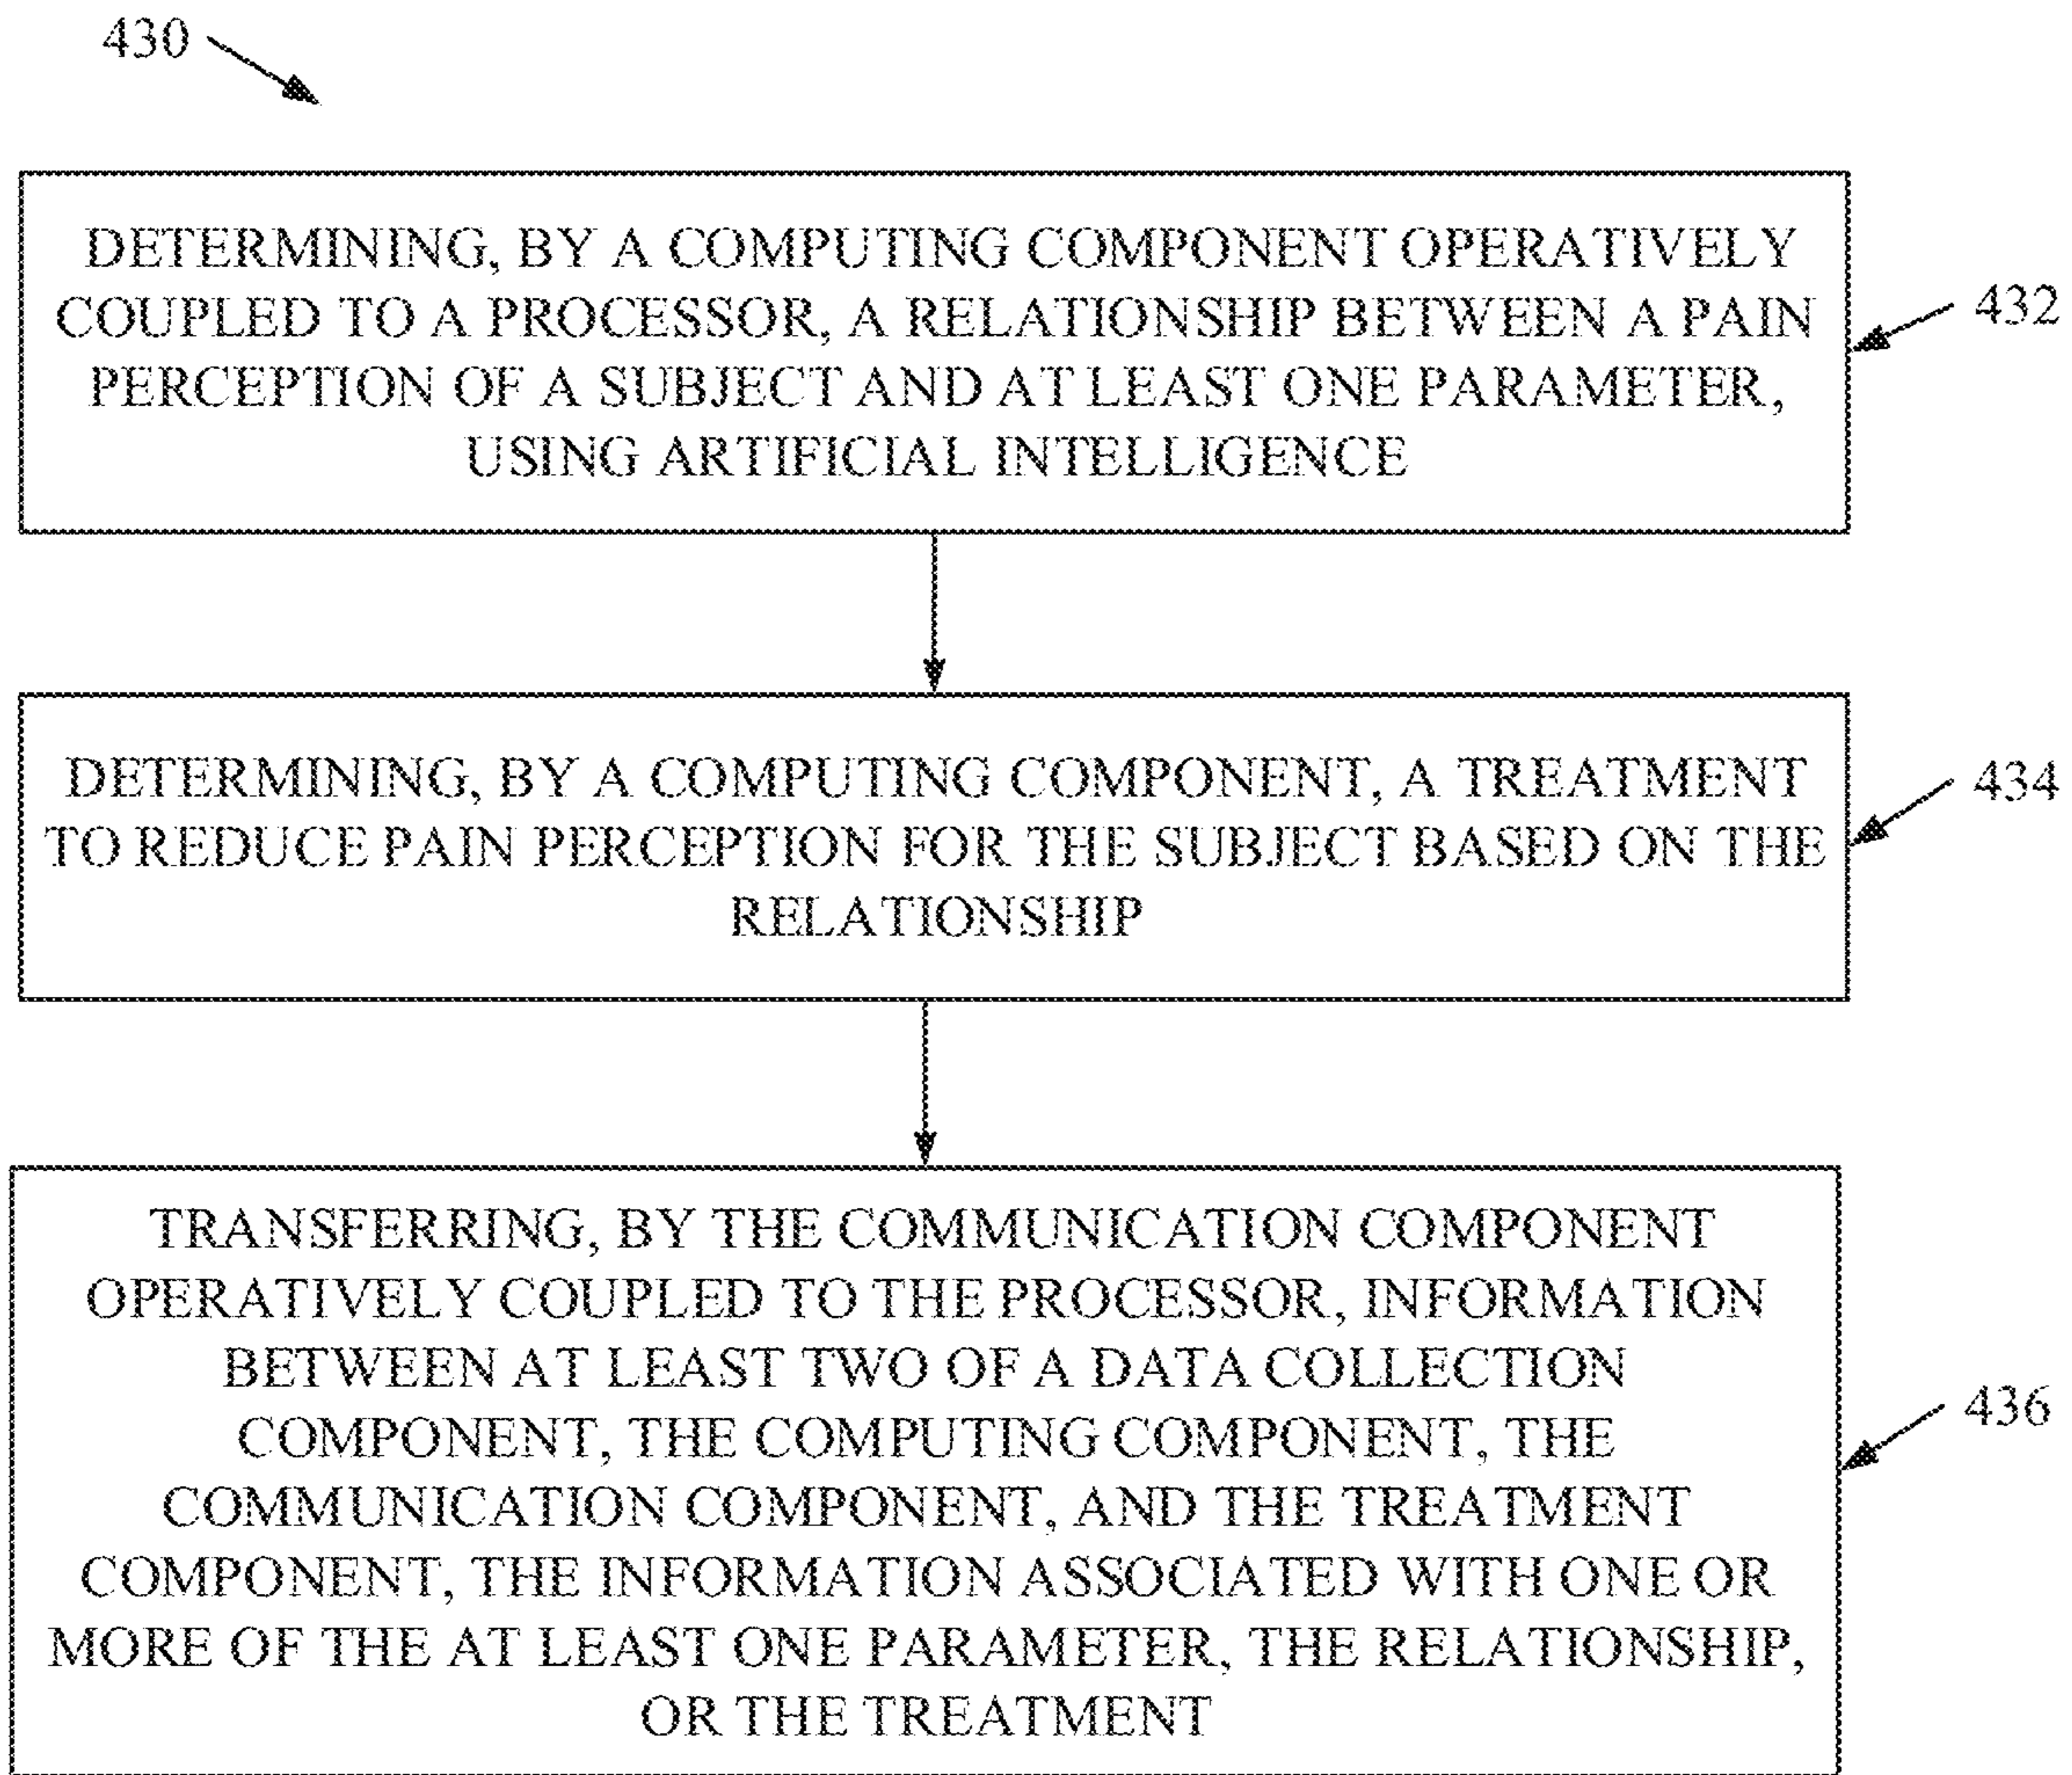 430
DETERMINING, BY A COMPUTING COMPONENT OPERATIVELY
COUPLED TO A PROCESSOR, A RELATIONSHIP BETWEEN A PAIN
PERCEPTION OF A SUBJECT AND AT LEAST ONE PARAMETER,
USING ARTIFICIAL INTELLIGENCE
432
DETERMINING, BY A COMPUTING COMPONENT, A TREATMENT
TO REDUCE PAIN PERCEPTION FOR THE SUBJECT BASED ON THE
RELATIONSHIP
434
TRANSFERRING, BY THE COMMUNICATION COMPONENT
OPERATIVELY COUPLED TO THE PROCESSOR, INFORMATION
BETWEEN AT LEAST TWO OF A DATA COLLECTION
COMPONENT, THE COMPUTING COMPONENT, THE
COMMUNICATION COMPONENT, AND THE TREATMENT
COMPONENT, THE INFORMATION ASSOCIATED WITH ONE OR
MORE OF THE AT LEAST ONE PARAMETER, THE RELATIONSHIP,
OR THE TREATMENT
436